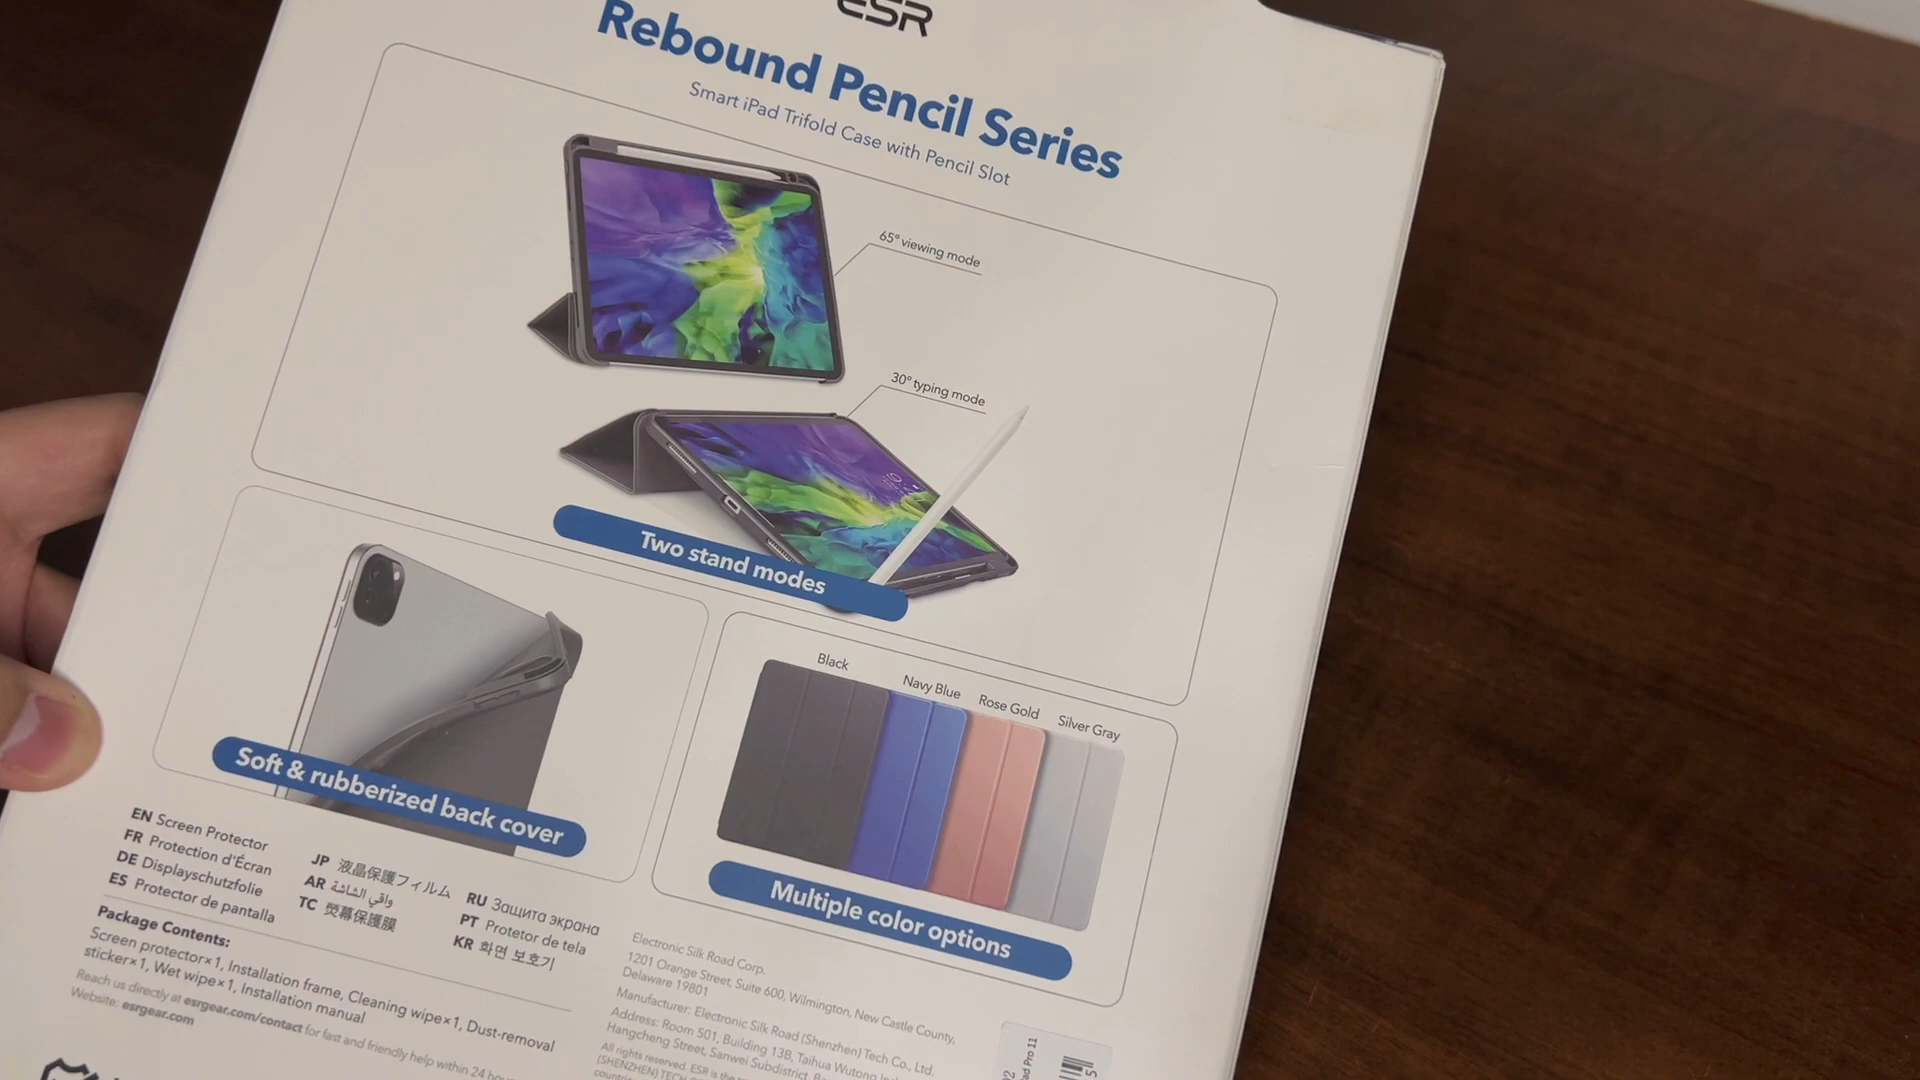 ESR
Rebound Pencil Series
Smart iPad Trifold Case with Pencil Slot
65° viewing mode
30° typing mode
Two stand modes
Soft & rubberized back cover
Black
Navy Blue
Rose Gold
Silver Gray
Multiple color options
EN Screen Protector
FR Protection d'Écran
DE Displayschutzfolie
ES Protector de pantalla
JP 液晶保護フィルム
AR واقي الشاشة
TC 熒幕保護膜
RU Защита экрана
PT Protetor de tela
KR 화면 보호기
Package Contents:
Screen protector×1, Installation frame, Cleaning wipe×1, Dust-removal
sticker×1, Wet wipe×1, Installation manual
Reach us directly at esrgear.com/contact for fast and friendly help within 24
Website: esrgear.com
Electronic Silk Road Corp.
1201 Orange Street, Suite 600, Wilmington, New Castle County,
Delaware 19801
Manufacturer: Electronic Silk Road (Shenzhen) Tech Co., Ltd.
Address: Room 501, Building 13B, Taihua Wutong
Hangcheng Street, Sanwei Subdistrict,
All rights reserved. ESR is the
(SHENZHEN) TECH
Pro 11